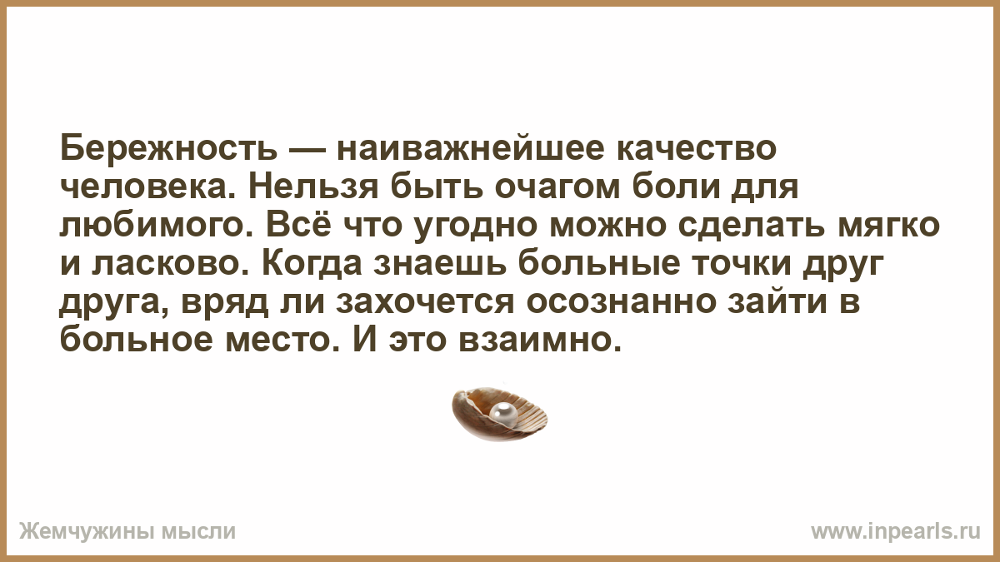 Бережность — наиважнейшее качество
человека. Нельзя быть очагом боли для
любимого. Всё что угодно можно сделать мягко
и ласково. Когда знаешь больные точки друг
друга, вряд ли захочется осознанно зайти в
больное место. И это взаимно.
Жемчужины мысли
www.inpearls.ru